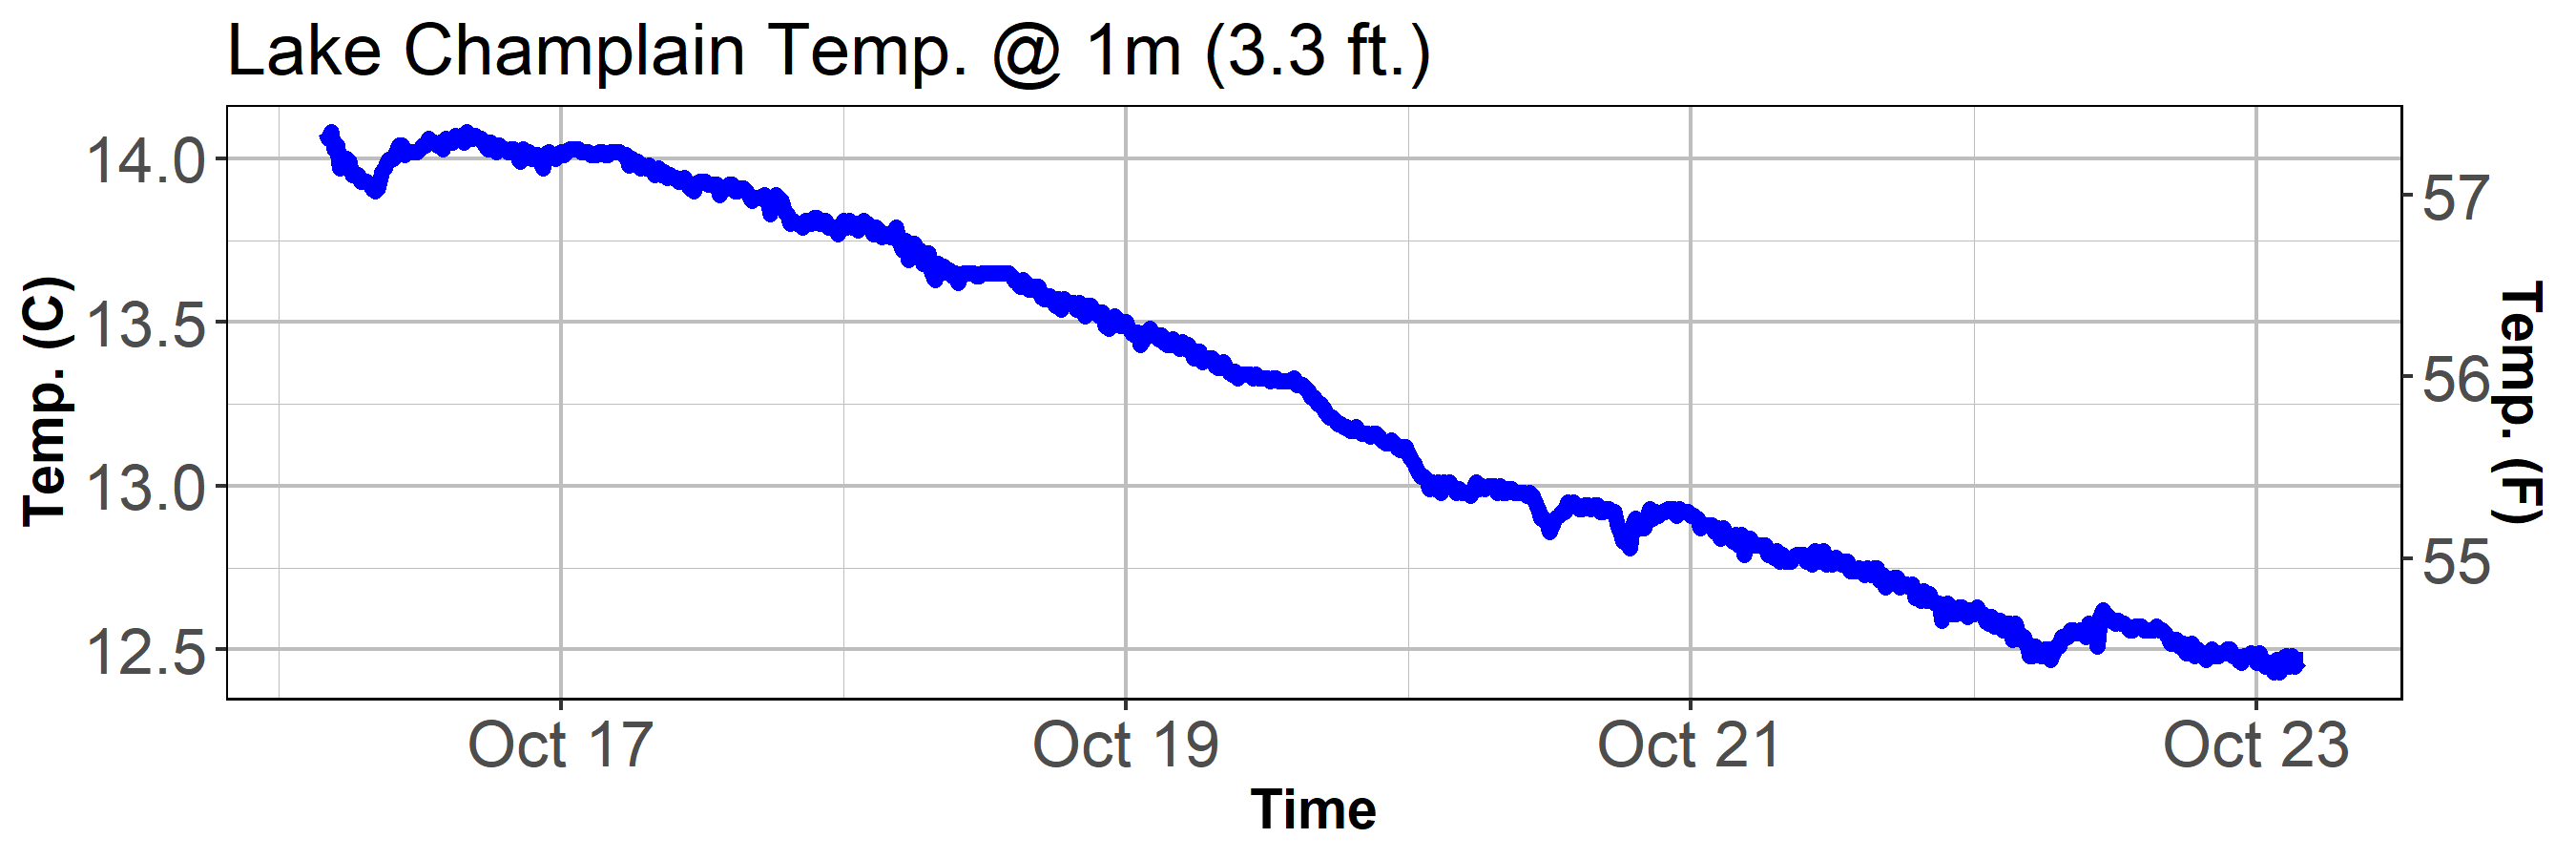 Lake Champlain Temp. @ 1m (3.3 ft.)
Temp. (C)
14.0
13.5
13.0
12.5
57
56
55
Temp. (F)
Oct 17
Oct 19
Oct 21
Oct 23
Time